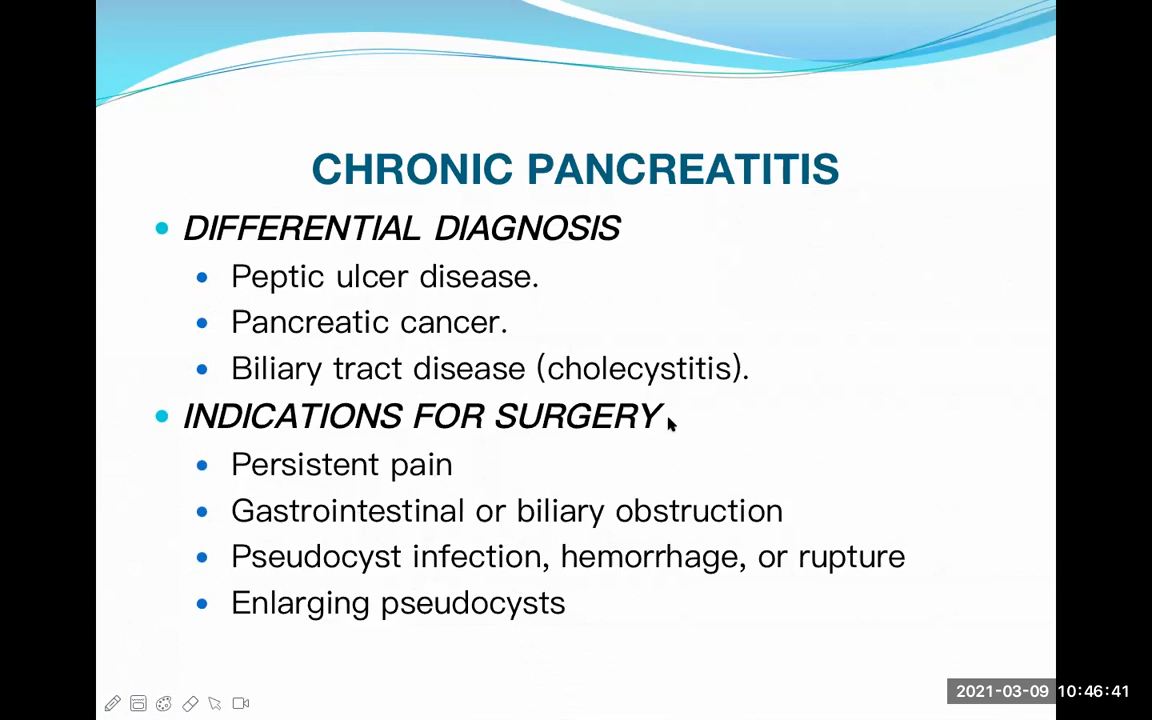 CHRONIC PANCREATITIS
DIFFERENTIAL DIAGNOSIS
Peptic ulcer disease.
Pancreatic cancer.
Biliary tract disease (cholecystitis).
INDICATIONS FOR SURGERY
Persistent pain
Gastrointestinal or biliary obstruction
Pseudocyst infection, hemorrhage, or rupture
Enlarging pseudocysts
2021-03-09 10:46:41